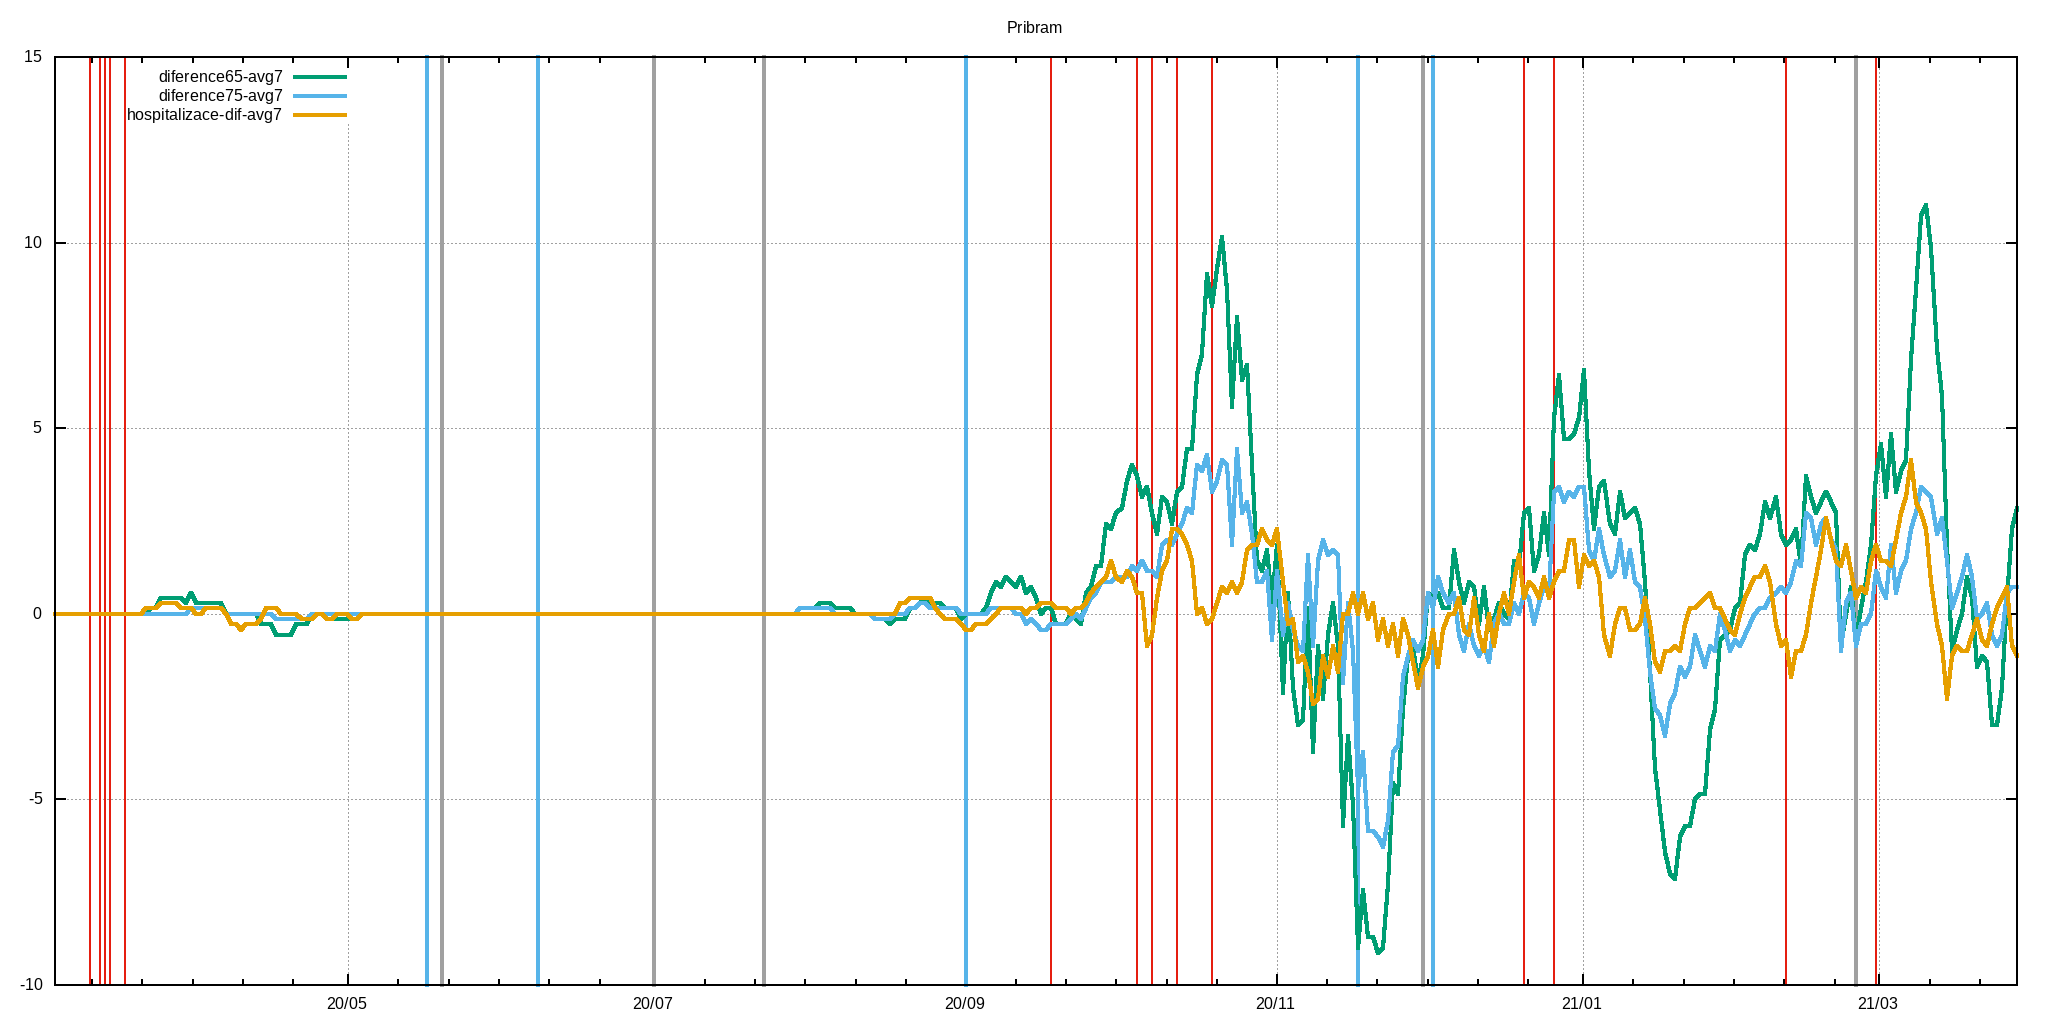 Pribram
15
diference65-avg7
diference75-avg7
hospitalizace-dif-avg7
10
5
0
-5
-10
20/05 20/07 20/09 20/11 21/01 21/03